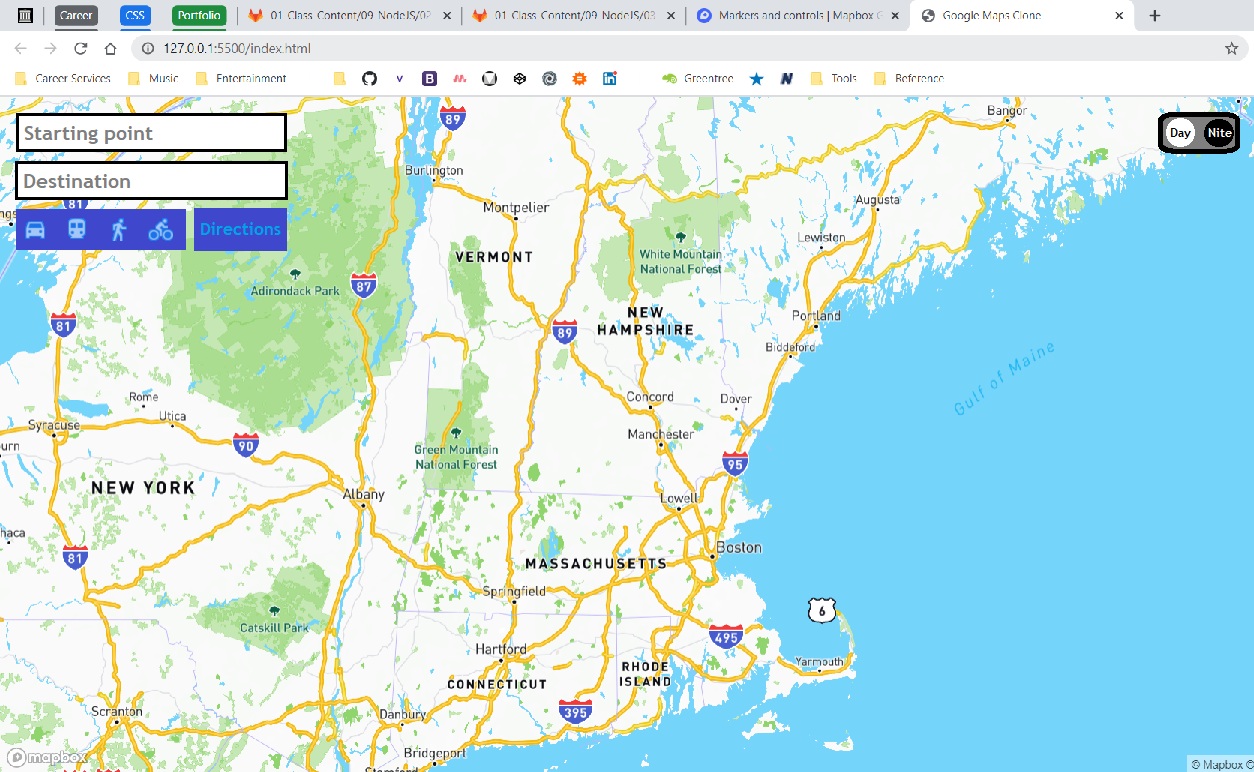 Career
CSS
Portfolio
01-Class-Content/09-NodeJS/02
01-Class-Content/09-NodeJS/03
Markers and controls | Mapbox G
Google Maps Clone
127.0.0.1:5500/index.html
Career Services
Music
Entertainment
Greentree
Tools
Reference
Starting point
Destination
Directions
Day
Nite
89
Bangor
Burlington
Montpelier
Augusta
81
VERMONT
White Mountain
National Forest
Lewiston
Adirondack Park
87
81
89
NEW
HAMPSHIRE
Portland
Biddeford
Gulf of Maine
Rome
Utica
Syracuse
Concord
Dover
Manchester
90
Green Mountain
National Forest
95
NEW YORK
Albany
Lowell
81
Boston
MASSACHUSETTS
Springfield
6
Catskill Park
495
Hartford
Yarmouth
RHODE
ISLAND
CONNECTICUT
Scranton
Danbury
395
Bridgeport
Stamford
mapbox
© Mapbox ©